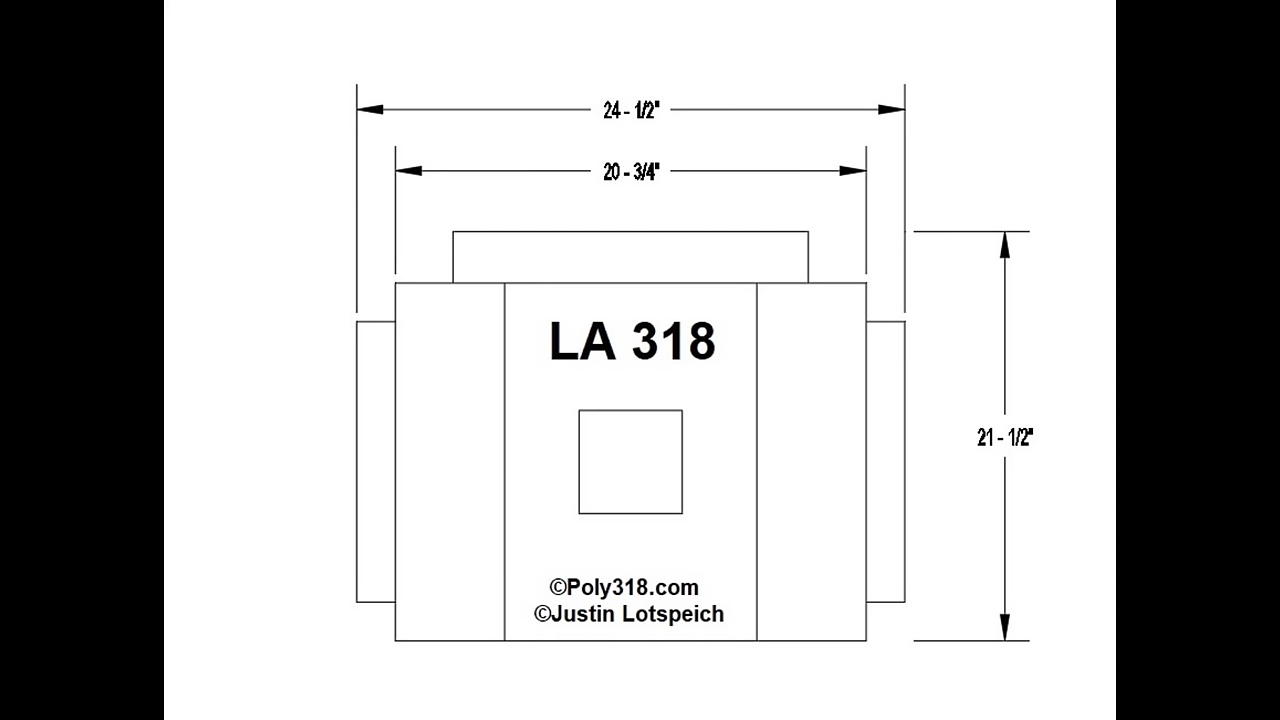 24 - 1/2"
20 - 3/4"
LA 318
21 - 1/2"
©Poly318.com
©Justin Lotspeich